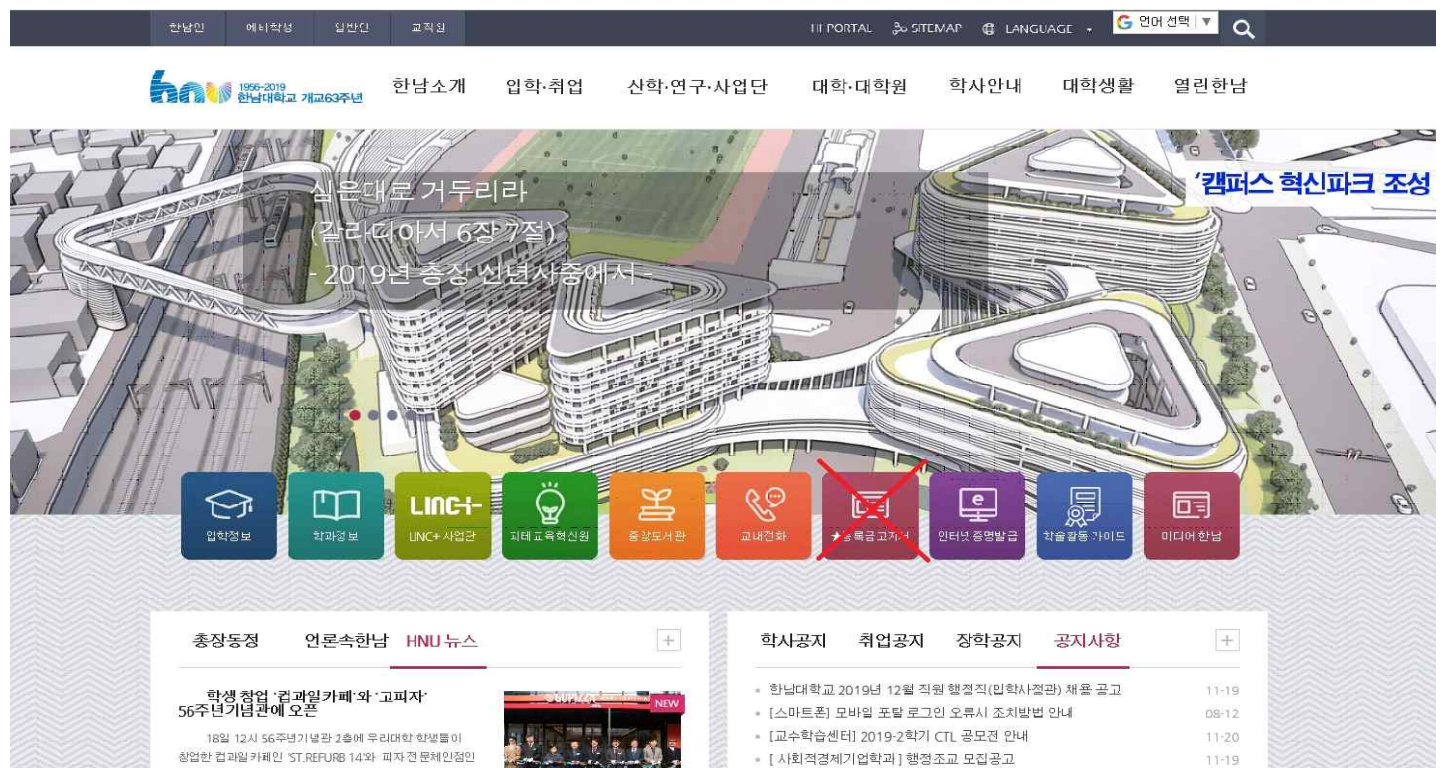 한남인 예비학생 일반인 교직원 HI PORTAL SITEMAP LANGUAGE 언어 선택 ▼
hnu 1956-2019
한남대학교 개교63주년
한남소개 입학·취업 산학·연구·사업단 대학·대학원 학사안내 대학생활 열린한남
심은대로 거두리라
(갈라디아서 6장 7절)
- 2019년 총장 신년사중에서 -
'캠퍼스 혁신파크 조성
LINC+
입학정보 학과정보 LINC+ 사업단 피테교육혁신원 중앙도서관 교내전화 ★등록금고지서 인터넷 증명발급 학술활동 가이드 미디어한남
총장동정 언론속한남 HNU 뉴스 +
학생 창업 '컵과일카페'와 '고피자'
56주년기념관에 오픈
NEW
18일 12시 56주년기념관 2층에 우리대학 학생들이
창업한 컵과일카페인 'ST.REFURB 14'와 피자 전문체인점인
학사공지 취업공지 장학공지 공지사항 +
한남대학교 2019년 12월 직원 행정직(입학사정관) 채용 공고 11-19
[스마트폰] 모바일 포탈 로그인 오류시 조치방법 안내 08-12
[교수학습센터] 2019-2학기 CTL 공모전 안내 11-20
[ 사회적경제기업학과 ] 행정조교 모집공고 11-19